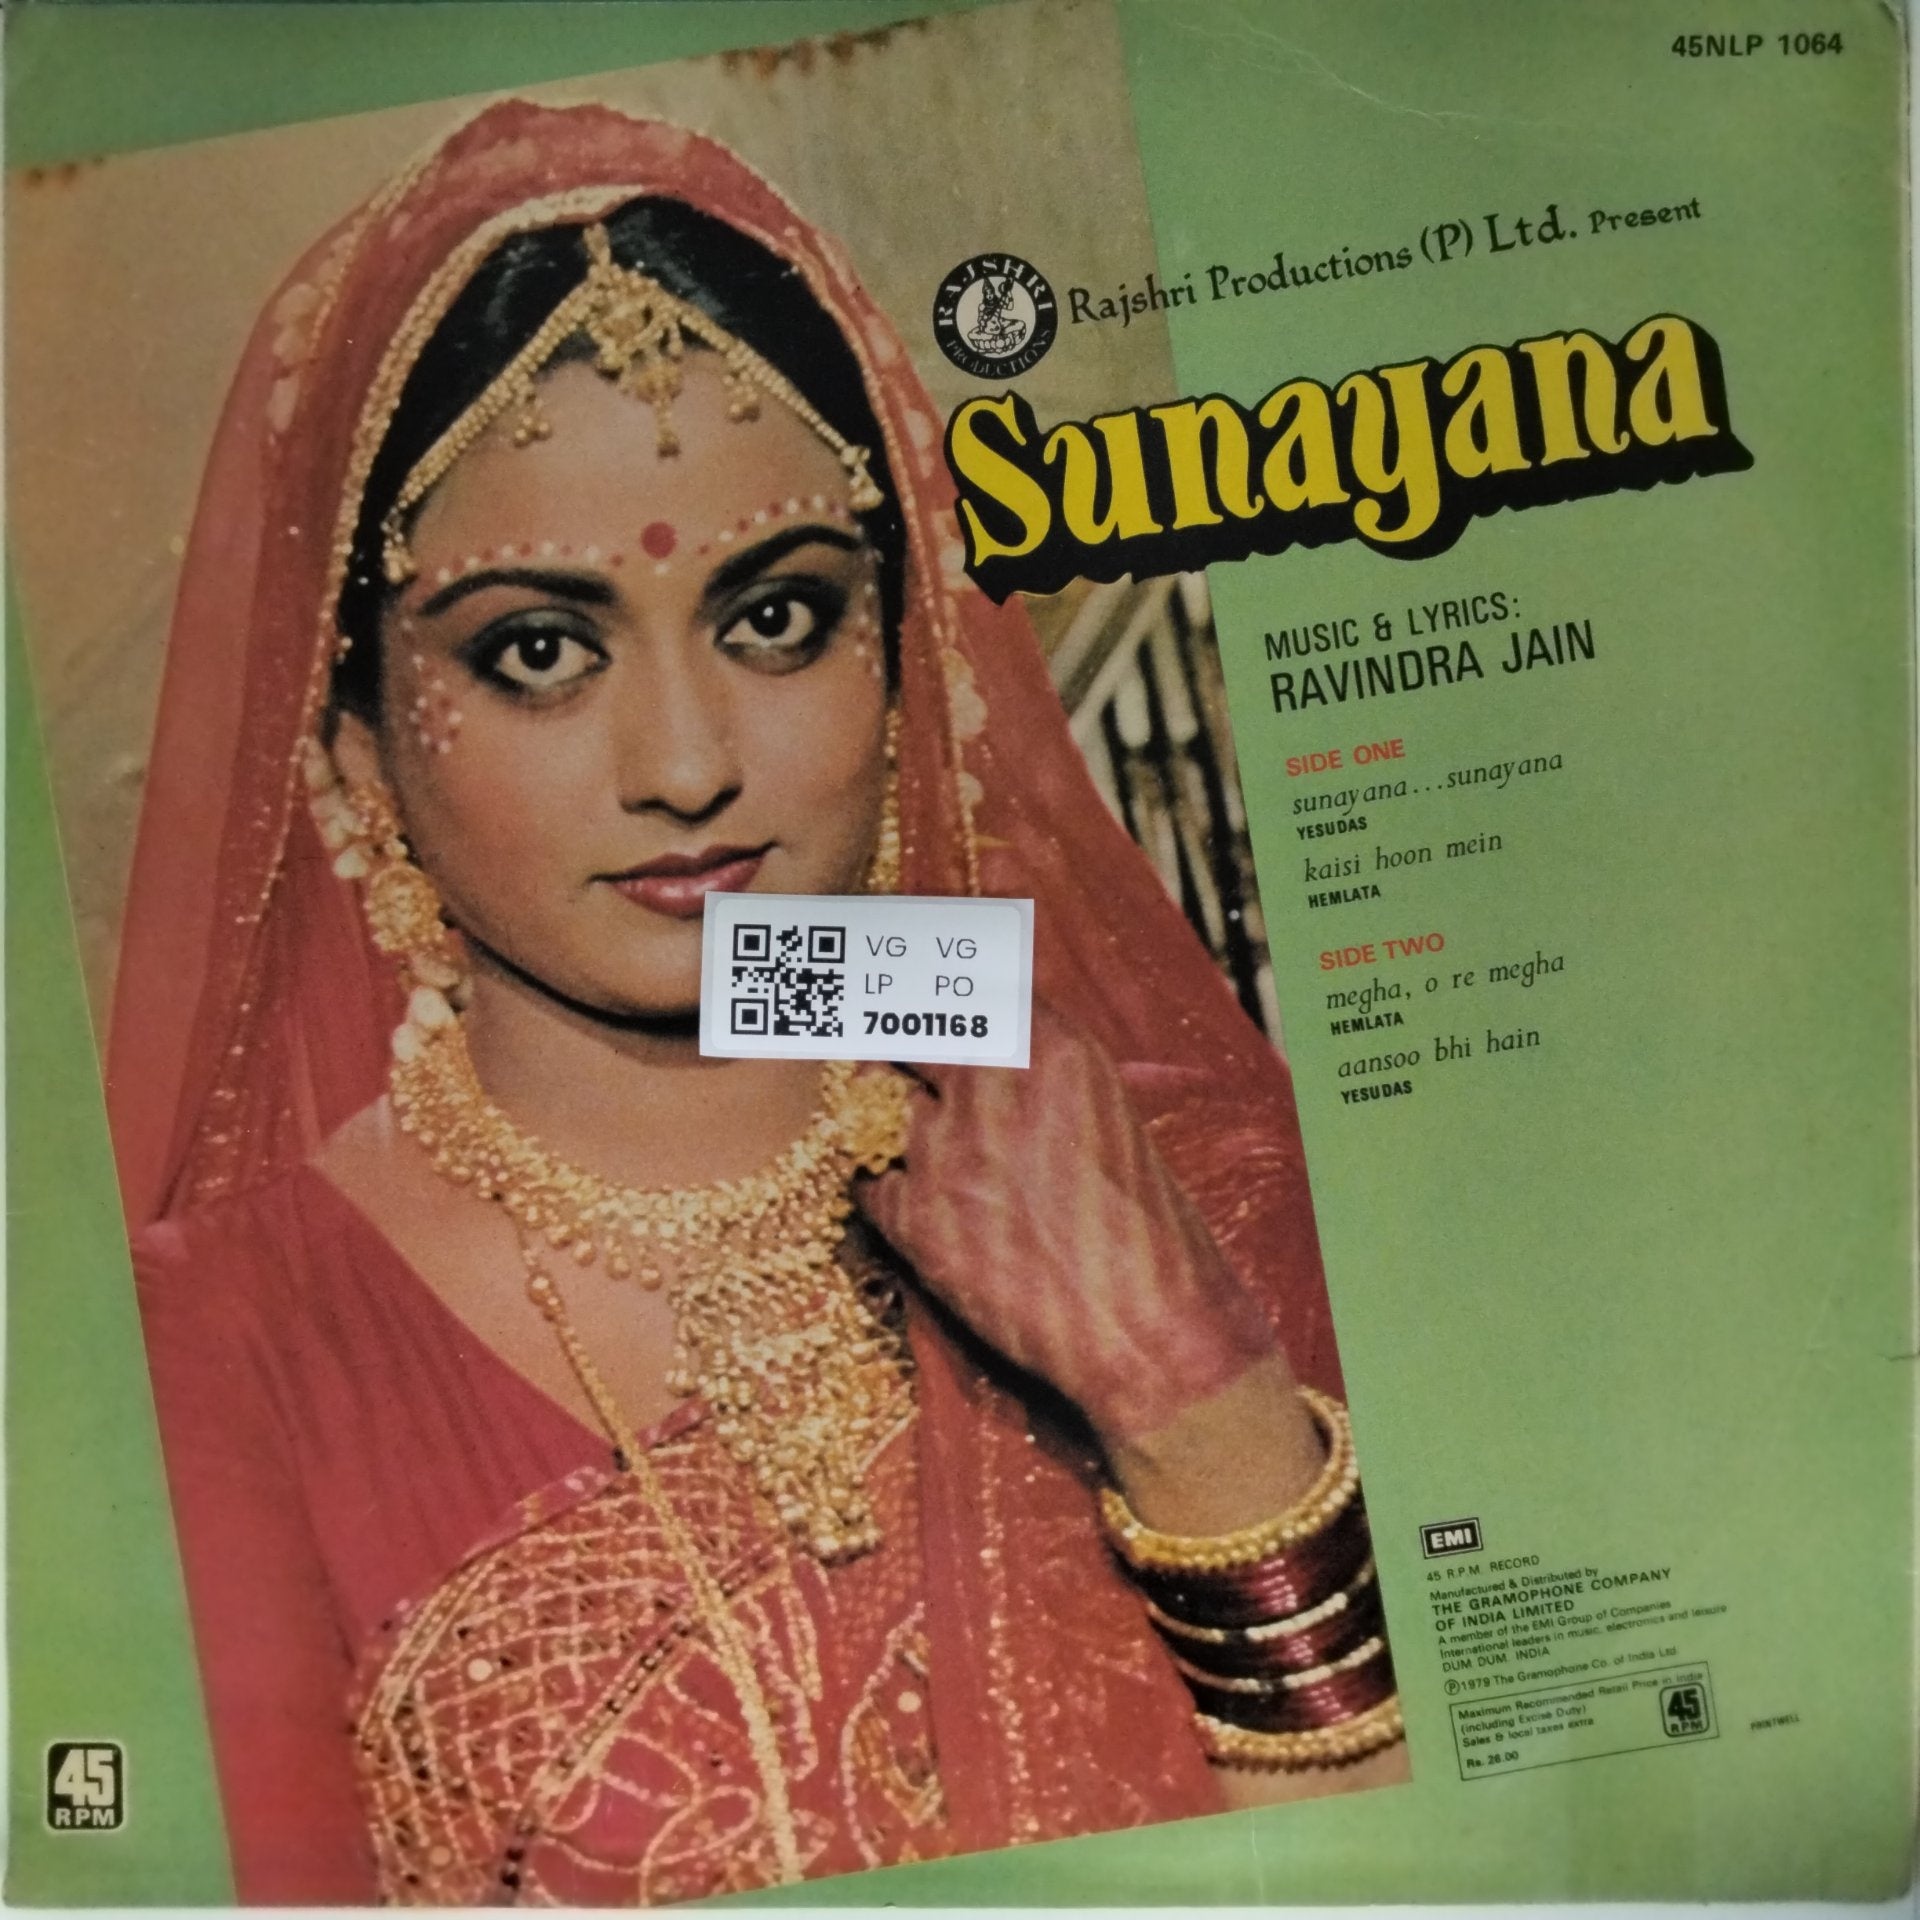 45NLP 1064
RAJSHRI
PRODUCTIONS
Rajshri Productions (P) Ltd. Present
Sunayana
MUSIC & LYRICS:
RAVINDRA JAIN
SIDE ONE
sunayana...sunayana
YESUDAS
kaisi hoon mein
HEMLATA
SIDE TWO
megha, o re megha
HEMLATA
aansoo bhi hain
YESUDAS
VG VG
LP PO
7001168
EMI
45 R.P.M. RECORD
Manufactured & Distributed by
THE GRAMOPHONE COMPANY
OF INDIA LIMITED
A member of the EMI Group of Companies
International leaders in music, electronics and leisure
DUM DUM. INDIA
℗1979 The Gramophone Co. of India Ltd.
Maximum Recommended Retail Price in India
(including Excise Duty)
Sales & local taxes extra
Rs. 26.00
45
RPM
PRINTWELL
45
RPM